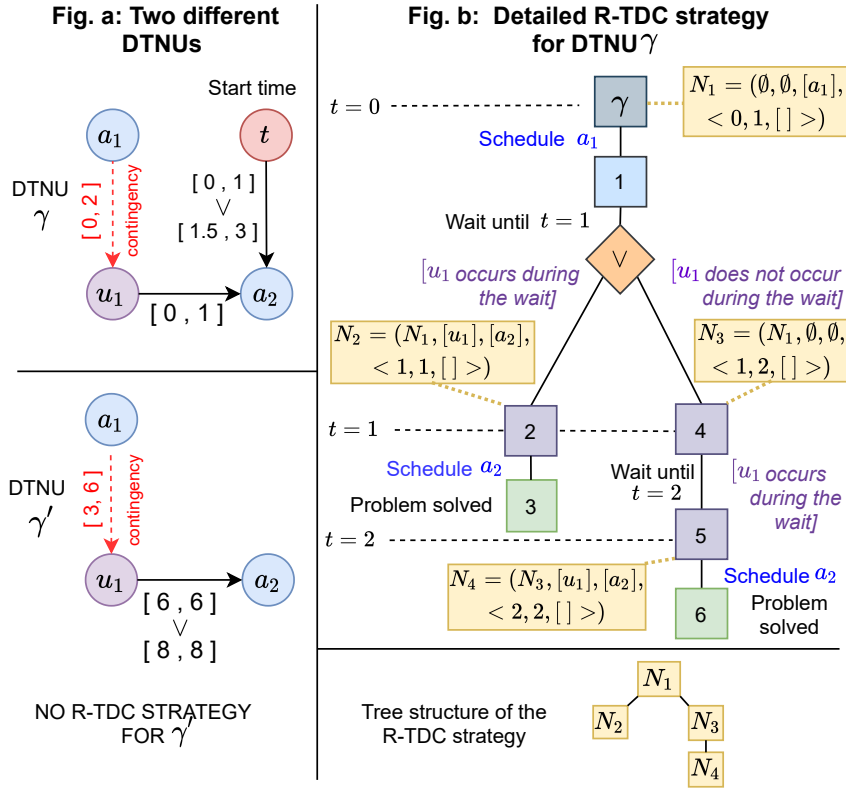 Fig. a: Two different
DTNUs
Start time
a₁
t
DTNU
γ
[ 0, 2 ]
contingency
[ 0 , 1 ]
∨
[ 1.5 , 3 ]
u₁
a₂
[ 0 , 1 ]
a₁
DTNU
γ′
[ 3, 6 ]
contingency
u₁
a₂
[ 6 , 6 ]
∨
[ 8 , 8 ]
NO R-TDC STRATEGY
FOR γ′
Fig. b: Detailed R-TDC strategy
for DTNU γ
t = 0
γ
N₁ = (∅, ∅, [a₁],
< 0, 1, [ ] >)
Schedule a₁
1
Wait until t = 1
∨
[u₁ occurs during
the wait]
[u₁ does not occur
during the wait]
N₂ = (N₁, [u₁], [a₂],
< 1, 1, [ ] >)
N₃ = (N₁, ∅, ∅,
< 1, 2, [ ] >)
t = 1
2
4
Schedule a₂
Wait until
t = 2
[u₁ occurs
during the
wait]
Problem solved
3
t = 2
5
N₄ = (N₃, [u₁], [a₂],
< 2, 2, [ ] >)
Schedule a₂
6
Problem
solved
Tree structure of the
R-TDC strategy
N₁
N₂
N₃
N₄